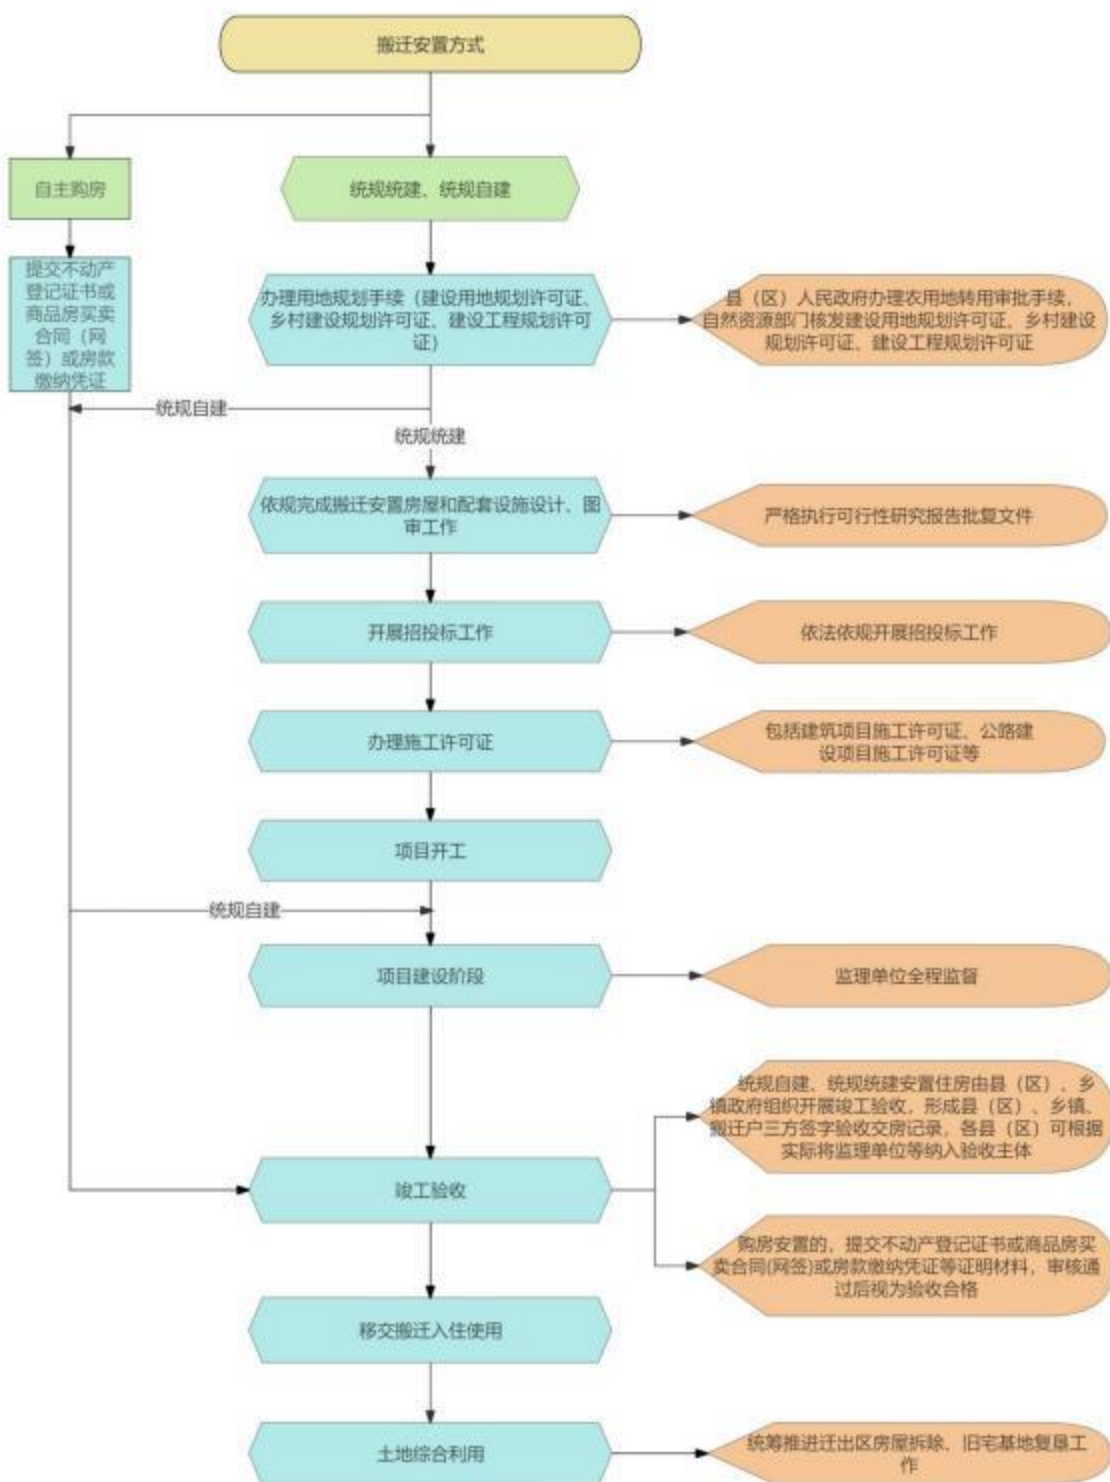 搬迁安置方式
自主购房
统规统建、统规自建
提交不动产
登记证书或
商品房买卖
合同（网
签）或房款
缴纳凭证
办理用地规划手续（建设用地规划许可证、
乡村建设规划许可证、建设工程规划许可
证）
县（区）人民政府办理农用地转用审批手续，
自然资源部门核发建设用地规划许可证、乡村建设
规划许可证、建设工程规划许可证
统规自建
统规统建
依规完成搬迁安置房屋和配套设施设计、图
审工作
严格执行可行性研究报告批复文件
开展招投标工作
依法依规开展招投标工作
办理施工许可证
包括建筑项目施工许可证、公路建
设项目施工许可证等
项目开工
统规自建
项目建设阶段
监理单位全程监督
统规自建、统规统建安置住房由县（区）、乡
镇政府组织开展竣工验收，形成县（区）、乡镇、
搬迁户三方签字验收交房记录，各县（区）可根据
实际将监理单位等纳入验收主体
竣工验收
购房安置的，提交不动产登记证书或商品房买
卖合同(网签)或房款缴纳凭证等证明材料，审核通
过后视为验收合格
移交搬迁入住使用
土地综合利用
统筹推进迁出区房屋拆除、旧宅基地复垦工
作